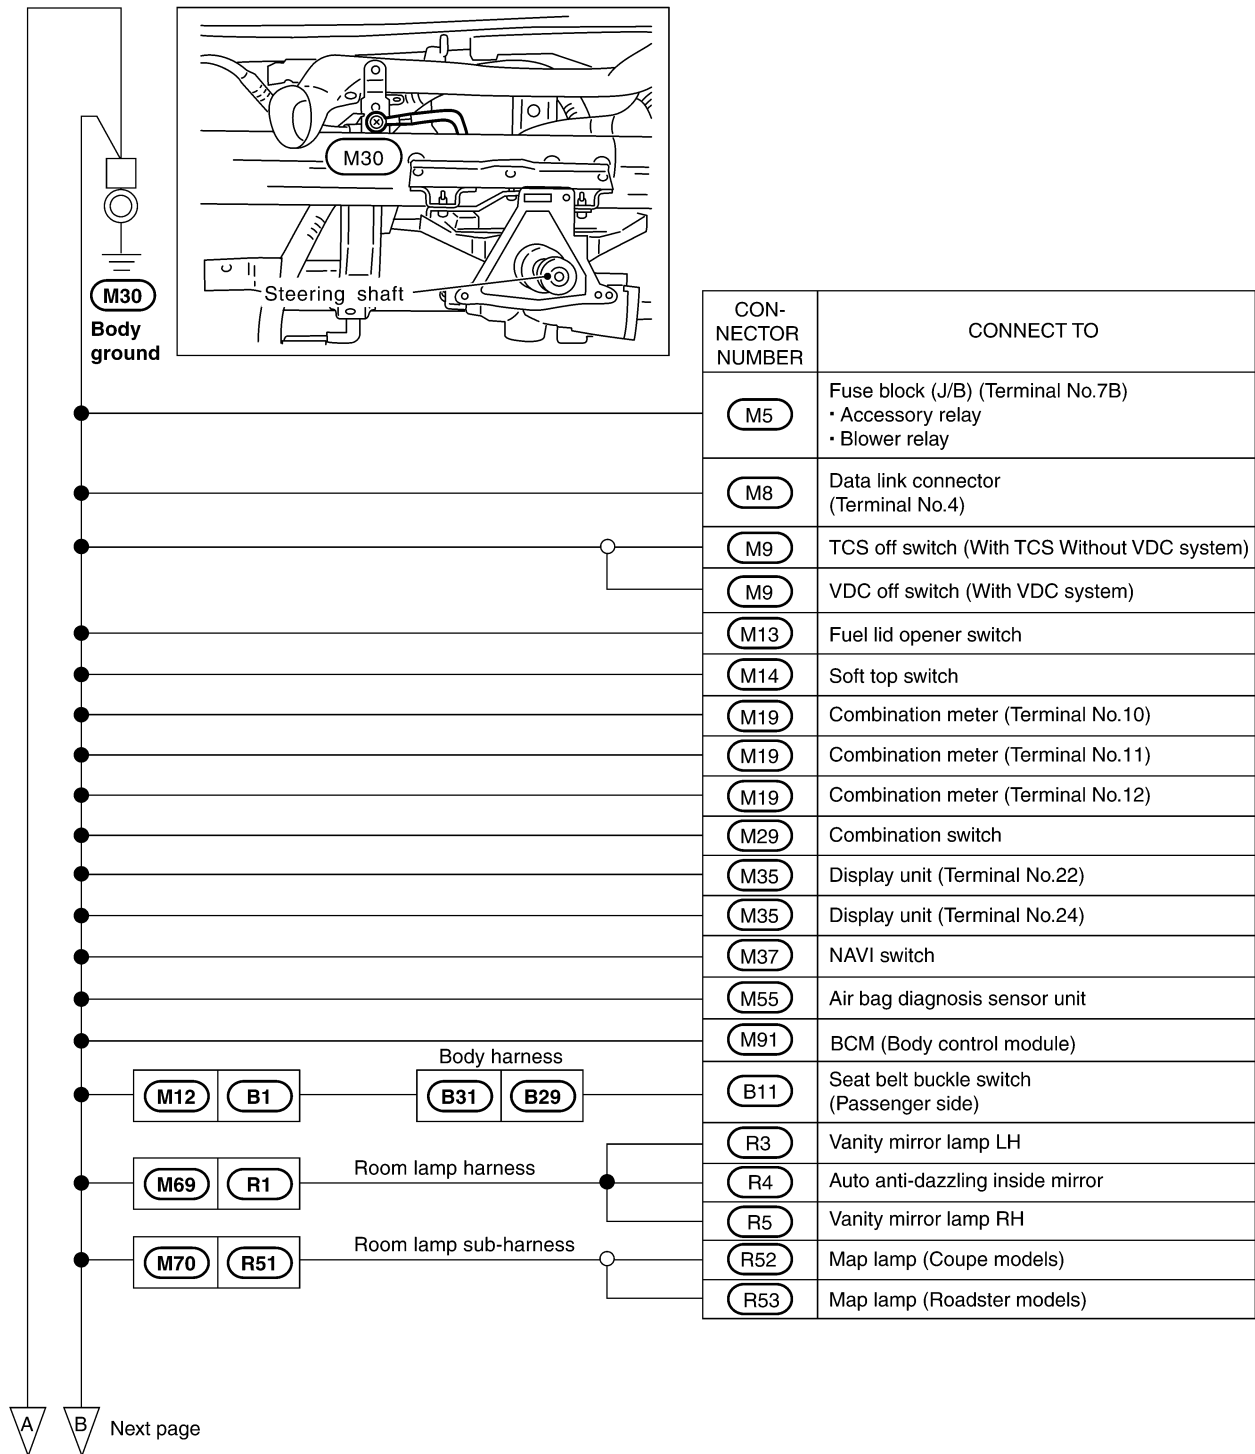 M30
Steering shaft
M30
Body
ground
CON-
NECTOR
NUMBER
CONNECT TO
M5
Fuse block (J/B) (Terminal No.7B)
· Accessory relay
· Blower relay
M8
Data link connector
(Terminal No.4)
M9
TCS off switch (With TCS Without VDC system)
M9
VDC off switch (With VDC system)
M13
Fuel lid opener switch
M14
Soft top switch
M19
Combination meter (Terminal No.10)
M19
Combination meter (Terminal No.11)
M19
Combination meter (Terminal No.12)
M29
Combination switch
M35
Display unit (Terminal No.22)
M35
Display unit (Terminal No.24)
M37
NAVI switch
M55
Air bag diagnosis sensor unit
M91
BCM (Body control module)
Body harness
M12
B1
B31
B29
B11
Seat belt buckle switch
(Passenger side)
R3
Vanity mirror lamp LH
M69
R1
Room lamp harness
R4
Auto anti-dazzling inside mirror
R5
Vanity mirror lamp RH
M70
R51
Room lamp sub-harness
R52
Map lamp (Coupe models)
R53
Map lamp (Roadster models)
A
B
Next page